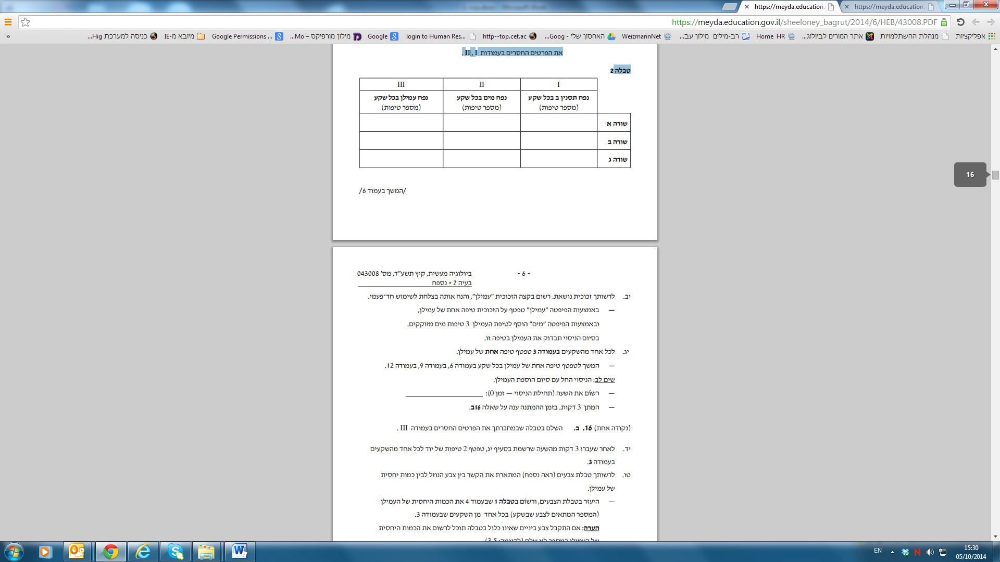 https://meyda.education.
https://meyda.education.
https://meyda.education.gov.il/sheeloney_bagrut/2014/6/HEB/43008.PDF
אפליקציות
מנהלת ההשתלמויות
אתר המורים לביולוג...
רב-מילים
מילון עב...
Home HR
WeizmannNet
האחסון שלי - Goog...
http--top.cet.ac
login to Human Res...
Google
מילון מורפיקס – Mo...
Google Permissions ...
מיובא מ-IE
כניסה למערכת Hig...
»
את הפרטים החסרים בעמודות I, II.
טבלה 2
I II III
נפח תסנין ב בכל שקע נפח מים בכל שקע נפח עמילן בכל שקע
(מספר טיפות) (מספר טיפות) (מספר טיפות)
שורה א
שורה ב
שורה ג
/המשך בעמוד 6/
16
- 6 - ביולוגיה מעשית, קיץ תשע"ד, מס' 043008
בעיה 2 + נספח
יב. לרשותך זכוכית נושאת. רשום בקצה הזכוכית "עמילן", והנח אותה בצלחת לשימוש חד־פעמי.
— באמצעות הפיפטה "עמילן" טפטף על הזכוכית טיפה אחת של עמילן,
ובאמצעות הפיפטה "מים" הוסף לטיפת העמילן 3 טיפות מים מזוקקים.
בסיום הניסוי תבדוק את העמילן בטיפה זו.
יג. לכל אחד מהשקעים בעמודה 3 טפטף טיפה אחת של עמילן.
— המשך לטפטף טיפה אחת של עמילן בכל שקע בעמודה 6, בעמודה 9, בעמודה 12.
שים לב: הניסוי החל עם סיום הוספת העמילן.
— רשום את השעה (תחילת הניסוי — זמן 0): ____________________
— המתן 3 דקות. בזמן ההמתנה ענה על שאלה 16ב.
(נקודה אחת) 16. ב. השלם בטבלה שבמחברתך את הפרטים החסרים בעמודה III.
יד. לאחר שעברו 3 דקות מהשעה שרשמת בסעיף יג, טפטף 2 טיפות של יוד לכל אחד מהשקעים
בעמודה 3.
טו. לרשותך טבלת צבעים (ראה נספח) המתארת את הקשר בין צבע הנוזל לבין כמות יחסית
של עמילן.
— היעזר בטבלת הצבעים, ורשום בטבלה 1 שבעמוד 4 את הכמות היחסית של העמילן
(המספר המתאים לצבע שבשקע) בכל אחד מן השקעים שבעמודה 3.
הערה: אם התקבל צבע ביניים שאינו כלול בטבלה תוכל לרשום את הכמות היחסית
של העמילן כמספר לא שלם (לדוגמה: 3.5)
EN
15:30
05/10/2014